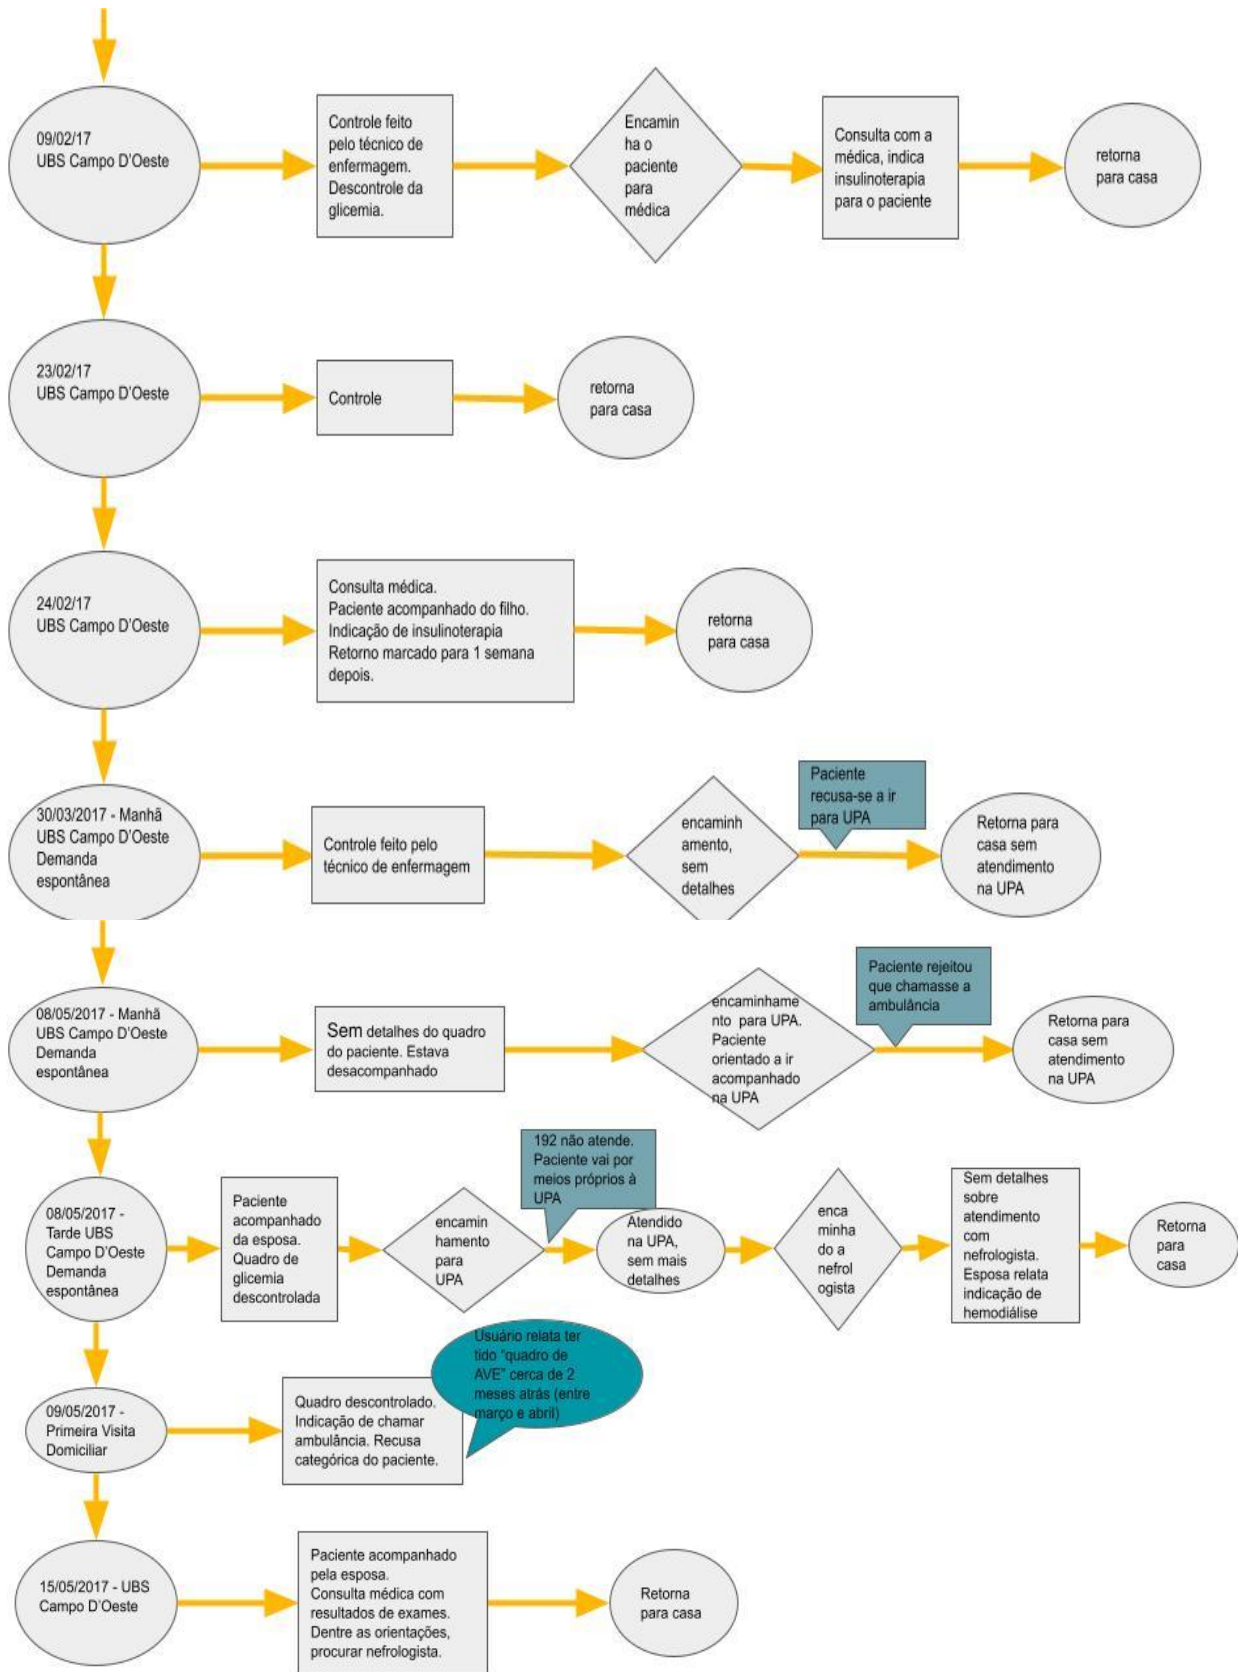 09/02/17
UBS Campo D'Oeste
Controle feito
pelo técnico de
enfermagem.
Descontrole da
glicemia.
Encamin
ha o
paciente
para
médica
Consulta com a
médica, indica
insulinoterapia
para o paciente
retorna
para casa
23/02/17
UBS Campo D'Oeste
Controle
retorna
para casa
24/02/17
UBS Campo D'Oeste
Consulta médica.
Paciente acompanhado do filho.
Indicação de insulinoterapia
Retorno marcado para 1 semana
depois.
retorna
para casa
30/03/2017 - Manhã
UBS Campo D'Oeste
Demanda
espontânea
Controle feito pelo
técnico de enfermagem
encaminh
amento,
sem
detalhes
Paciente
recusa-se a ir
para UPA
Retorna para
casa sem
atendimento
na UPA
08/05/2017 - Manhã
UBS Campo D'Oeste
Demanda
espontânea
Sem detalhes do quadro
do paciente. Estava
desacompanhado
encaminhame
nto para UPA.
Paciente
orientado a ir
acompanhado
na UPA
Paciente rejeitou
que chamasse a
ambulância
Retorna para
casa sem
atendimento
na UPA
08/05/2017 -
Tarde UBS
Campo D'Oeste
Demanda
espontânea
Paciente
acompanhado
da esposa.
Quadro de
glicemia
descontrolada
encamin
hamento
para
UPA
192 não atende.
Paciente vai por
meios próprios à
UPA
Atendido
na UPA,
sem mais
detalhes
enca
minha
do a
nefrol
ogista
Sem detalhes
sobre
atendimento
com
nefrologista.
Esposa relata
indicação de
hemodiálise
Retorna
para
casa
09/05/2017 -
Primeira Visita
Domiciliar
Quadro descontrolado.
Indicação de chamar
ambulância. Recusa
categórica do paciente.
Usuário relata ter
tido "quadro de
AVE" cerca de 2
meses atrás (entre
março e abril)
15/05/2017 - UBS
Campo D'Oeste
Paciente acompanhado
pela esposa.
Consulta médica com
resultados de exames.
Dentre as orientações,
procurar nefrologista.
Retorna
para casa